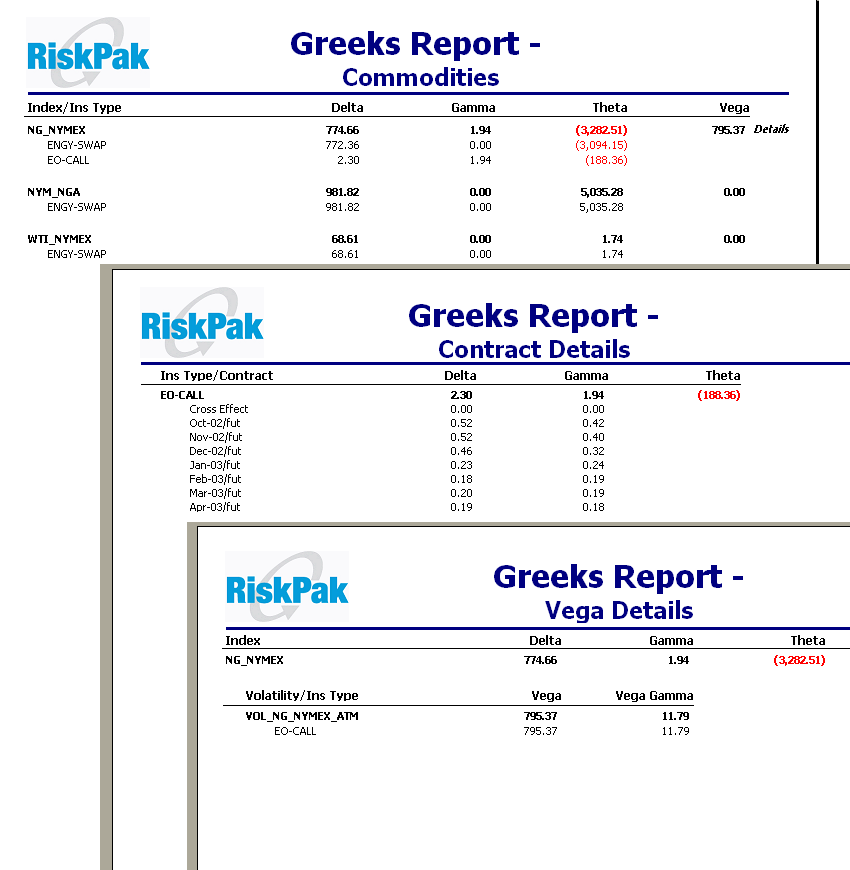 RiskPak
Greeks Report -
Commodities
Index/Ins Type Delta Gamma Theta Vega
NG_NYMEX 774.66 1.94 (3,282.51) 795.37 Details
ENGY-SWAP 772.36 0.00 (3,094.15)
EO-CALL 2.30 1.94 (188.36)
NYM_NGA 981.82 0.00 5,035.28 0.00
ENGY-SWAP 981.82 0.00 5,035.28
WTI_NYMEX 68.61 0.00 1.74 0.00
ENGY-SWAP 68.61 0.00 1.74
RiskPak
Greeks Report -
Contract Details
Ins Type/Contract Delta Gamma Theta
EO-CALL 2.30 1.94 (188.36)
Cross Effect 0.00 0.00
Oct-02/fut 0.52 0.42
Nov-02/fut 0.52 0.40
Dec-02/fut 0.46 0.32
Jan-03/fut 0.23 0.24
Feb-03/fut 0.18 0.19
Mar-03/fut 0.20 0.19
Apr-03/fut 0.19 0.18
RiskPak
Greeks Report -
Vega Details
Index Delta Gamma Theta
NG_NYMEX 774.66 1.94 (3,282.51)
Volatility/Ins Type Vega Vega Gamma
VOL_NG_NYMEX_ATM 795.37 11.79
EO-CALL 795.37 11.79